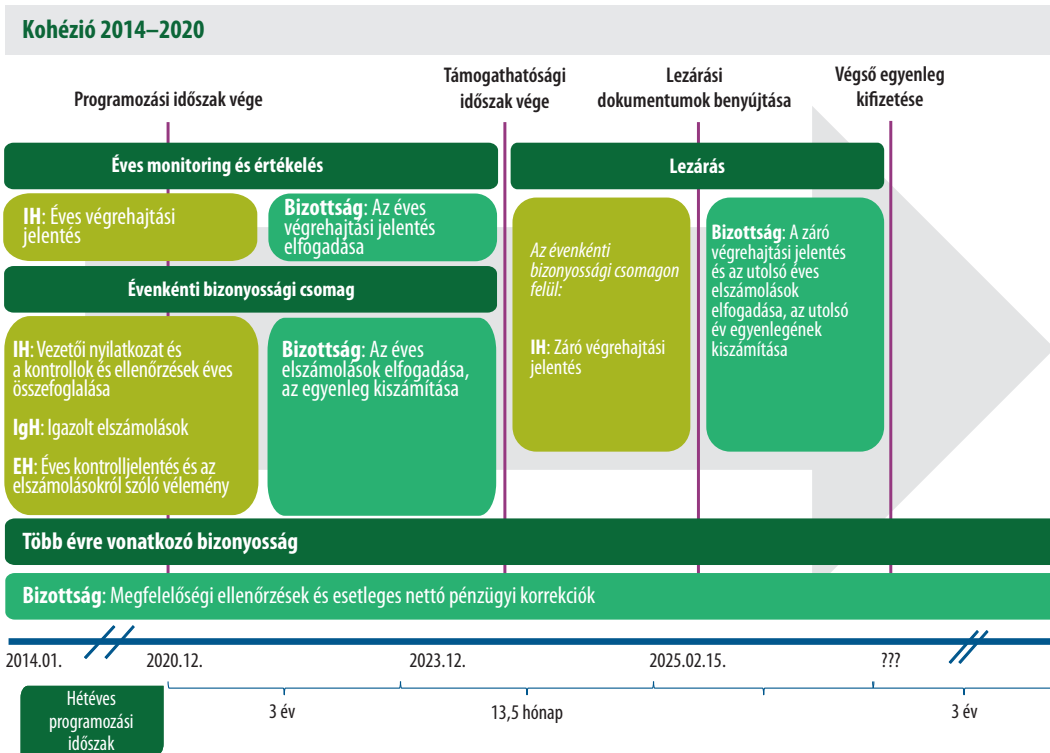 Kohézió 2014–2020
Programozási időszak vége
Támogathatósági
időszak vége
Lezárási
dokumentumok benyújtása
Végső egyenleg
kifizetése
Éves monitoring és értékelés
Lezárás
IH: Éves végrehajtási
jelentés
Bizottság: Az éves
végrehajtási jelentés
elfogadása
Évenkénti bizonyossági csomag
IH: Vezetői nyilatkozat és
a kontrollok és ellenőrzések éves
összefoglalása
IgH: Igazolt elszámolások
EH: Éves kontrolljelentés és az
elszámolásokról szóló vélemény
Bizottság: Az éves
elszámolások elfogadása,
az egyenleg kiszámítása
Az évenkénti
bizonyossági csomagon
felül:
IH: Záró végrehajtási
jelentés
Bizottság: A záró
végrehajtási jelentés
és az utolsó éves
elszámolások
elfogadása, az utolsó
év egyenlegének
kiszámítása
Több évre vonatkozó bizonyosság
Bizottság: Megfelelőségi ellenőrzések és esetleges nettó pénzügyi korrekciók
2014.01.
2020.12.
2023.12.
2025.02.15.
???
Hétéves
programozási
időszak
3 év
13,5 hónap
3 év